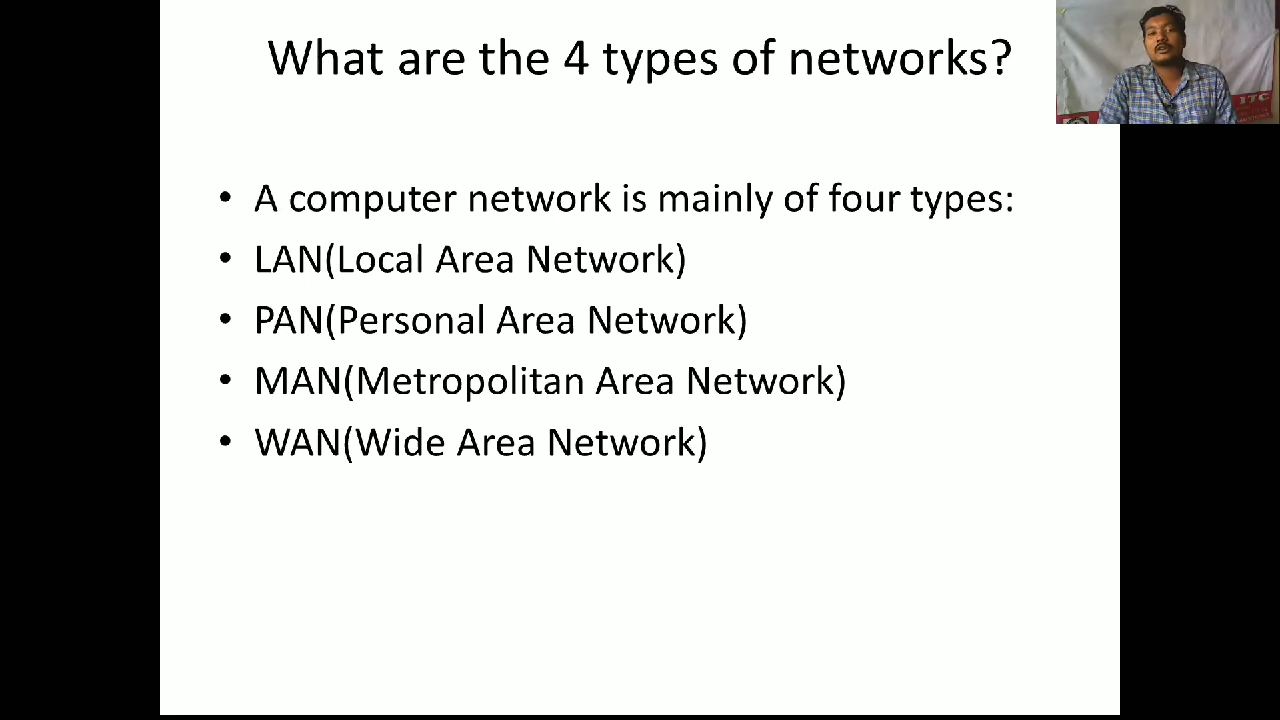 What are the 4 types of networks?
ITC
• A computer network is mainly of four types:
• LAN(Local Area Network)
• PAN(Personal Area Network)
• MAN(Metropolitan Area Network)
• WAN(Wide Area Network)